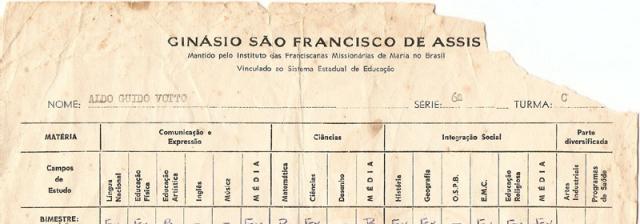 GINÁSIO SÃO FRANCISCO DE ASSIS
Mantido pelo Instituto das Franciscanas Missionárias de Maria no Brasil
Vinculado ao Sistema Estadual de Educação
NOME: ALDO GUIDO VOTTO SÉRIE: 6a TURMA: C
MATÉRIA Comunicação e Expressão Ciências Integração Social Parte diversificada
Campos de Estudo Língua Nacional Educação Física Educação Artística Inglês Música MÉDIA Matemática Ciências Desenho MÉDIA História Geografia O.S.P.B. E.M.C. Educação Religiosa MÉDIA Artes Industriais Programas de Saúde
BIMESTRE: